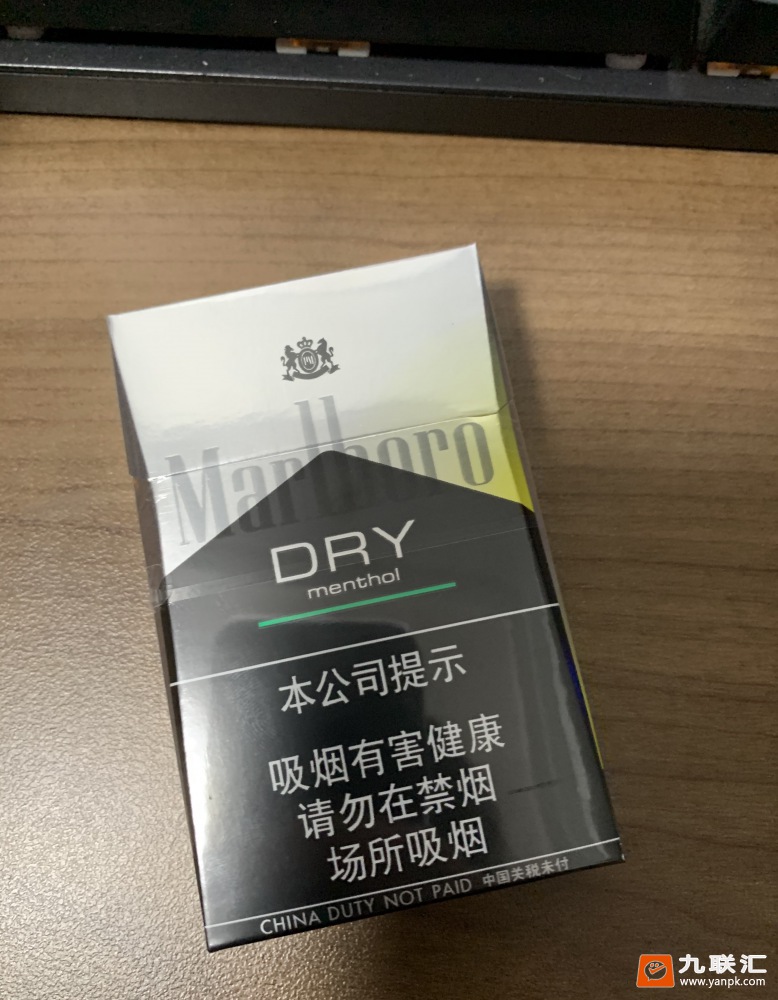 Marlboro
DRY
menthol
本公司提示
吸烟有害健康
请勿在禁烟
场所吸烟
CHINA DUTY NOT PAID 中国关税未付
九联汇
www.yanpk.com